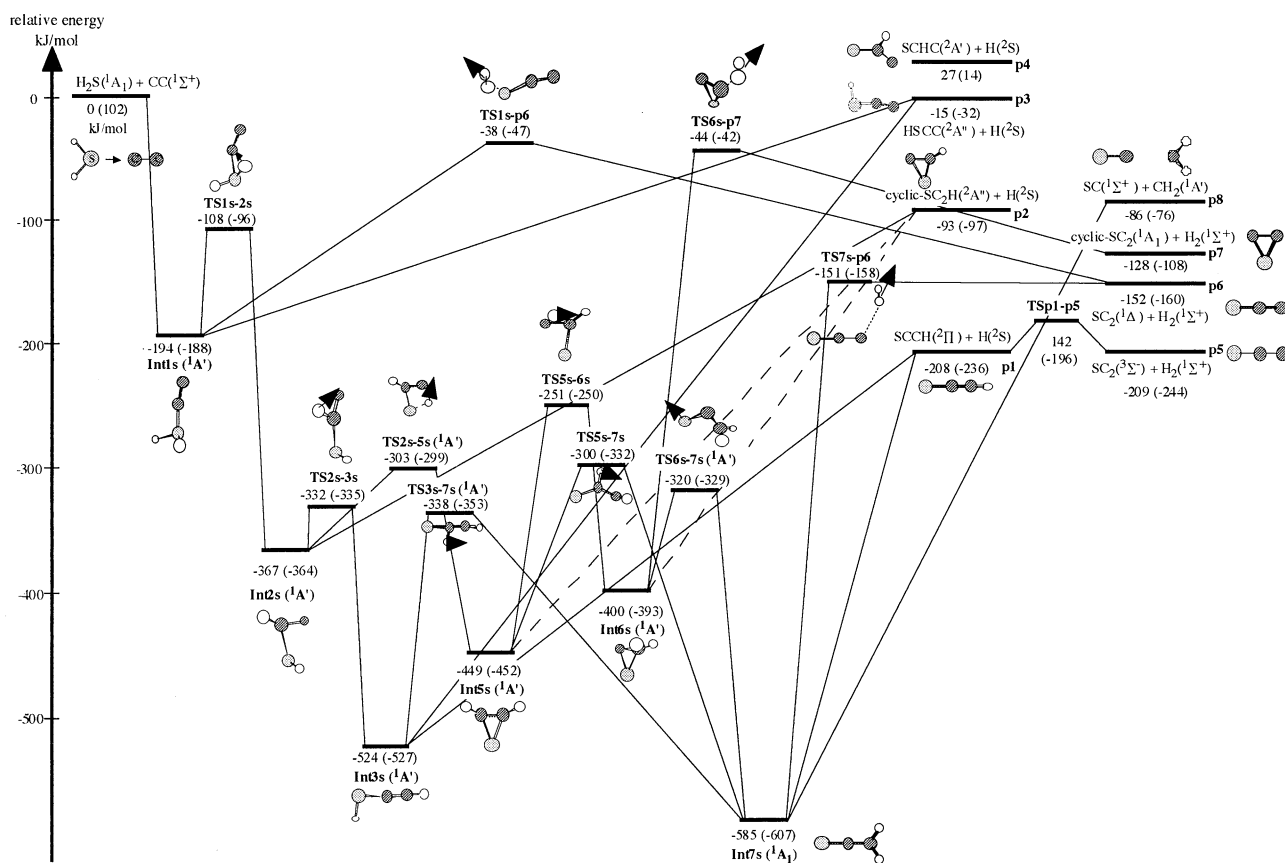 relative energy
kJ/mol
0
-100
-200
-300
-400
-500
H₂S(¹A₁) + CC(¹Σ⁺)
0 (102)
kJ/mol
S
TS1s-2s
-108 (-96)
-194 (-188)
Int1s (¹A')
TS1s-p6
-38 (-47)
TS6s-p7
-44 (-42)
SCHC(²A') + H(²S)
p4
27 (14)
p3
-15 (-32)
HSCC(²A'') + H(²S)
cyclic-SC₂H(²A'') + H(²S)
p2
-93 (-97)
SC(¹Σ⁺) + CH₂(¹A')
p8
-86 (-76)
cyclic-SC₂(¹A₁) + H₂(¹Σ⁺)
p7
-128 (-108)
p6
-152 (-160)
SC₂(¹Δ) + H₂(¹Σ⁺)
TS7s-p6
-151 (-158)
TSp1-p5
142
(-196)
SCCH(²Π) + H(²S)
p1
-208 (-236)
p5
SC₂(³Σ⁻) + H₂(¹Σ⁺)
-209 (-244)
TS5s-6s
-251 (-250)
TS2s-5s (¹A')
-303 (-299)
TS5s-7s
-300 (-332)
TS6s-7s (¹A')
-320 (-329)
TS2s-3s
-332 (-335)
TS3s-7s (¹A')
-338 (-353)
-367 (-364)
Int2s (¹A')
-400 (-393)
Int6s (¹A')
-449 (-452)
Int5s (¹A')
-524 (-527)
Int3s (¹A')
-585 (-607)
Int7s (¹A₁)